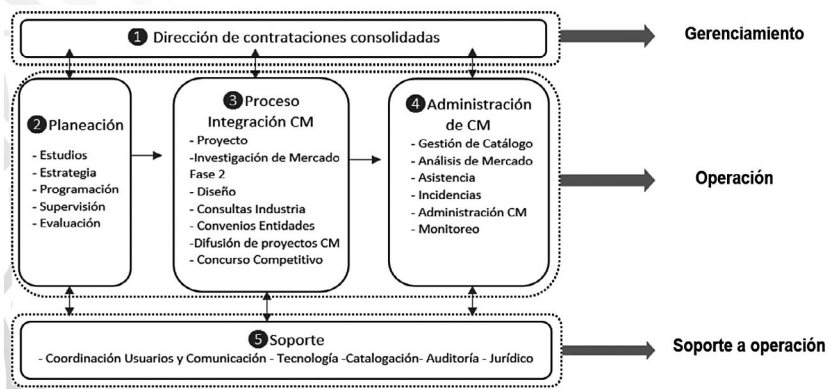 1 Dirección de contrataciones consolidadas
Gerenciamiento
2 Planeación
- Estudios
- Estrategia
- Programación
- Supervisión
- Evaluación
3 Proceso
Integración CM
- Proyecto
-Investigación de Mercado
Fase 2
- Diseño
- Consultas Industria
- Convenios Entidades
-Difusión de proyectos CM
- Concurso Competitivo
4 Administración
de CM
- Gestión de Catálogo
- Análisis de Mercado
- Asistencia
- Incidencias
- Administración CM
- Monitoreo
Operación
5 Soporte
- Coordinación Usuarios y Comunicación - Tecnología -Catalogación- Auditoría - Jurídico
Soporte a operación